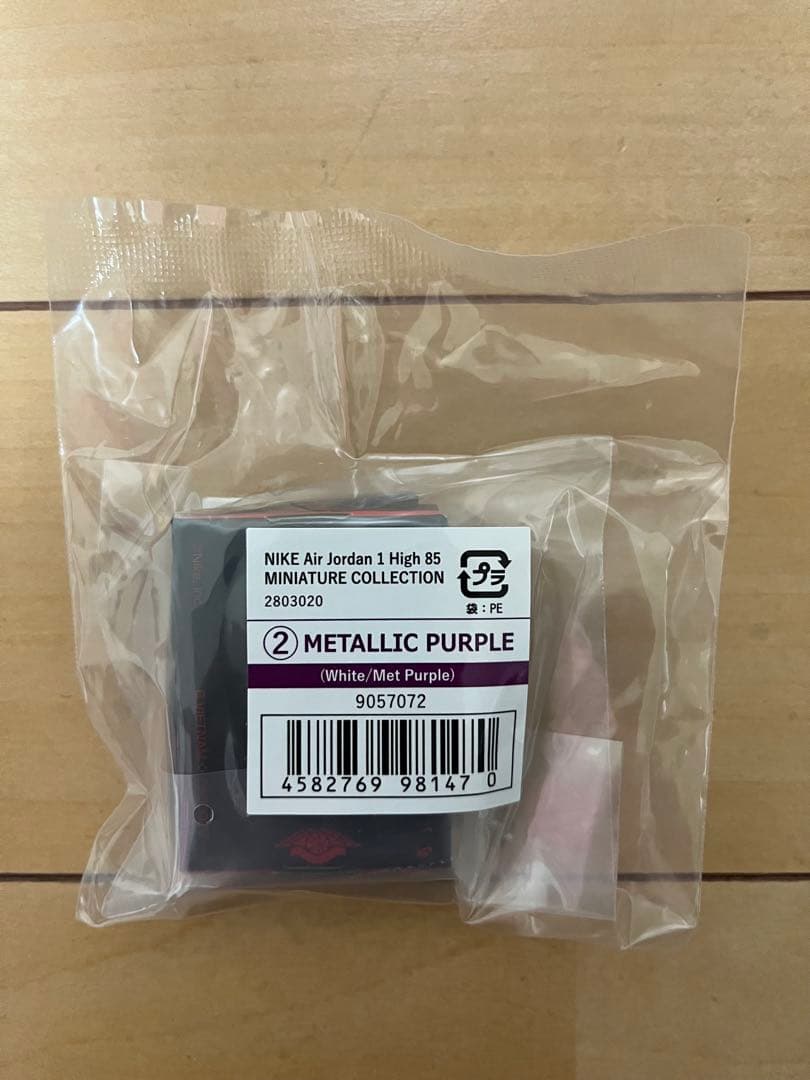 NIKE Air Jordan 1 High 85
MINIATURE COLLECTION
2803020
プラ
袋：PE
② METALLIC PURPLE
(White/Met Purple)
9057072
4582769 98147 0